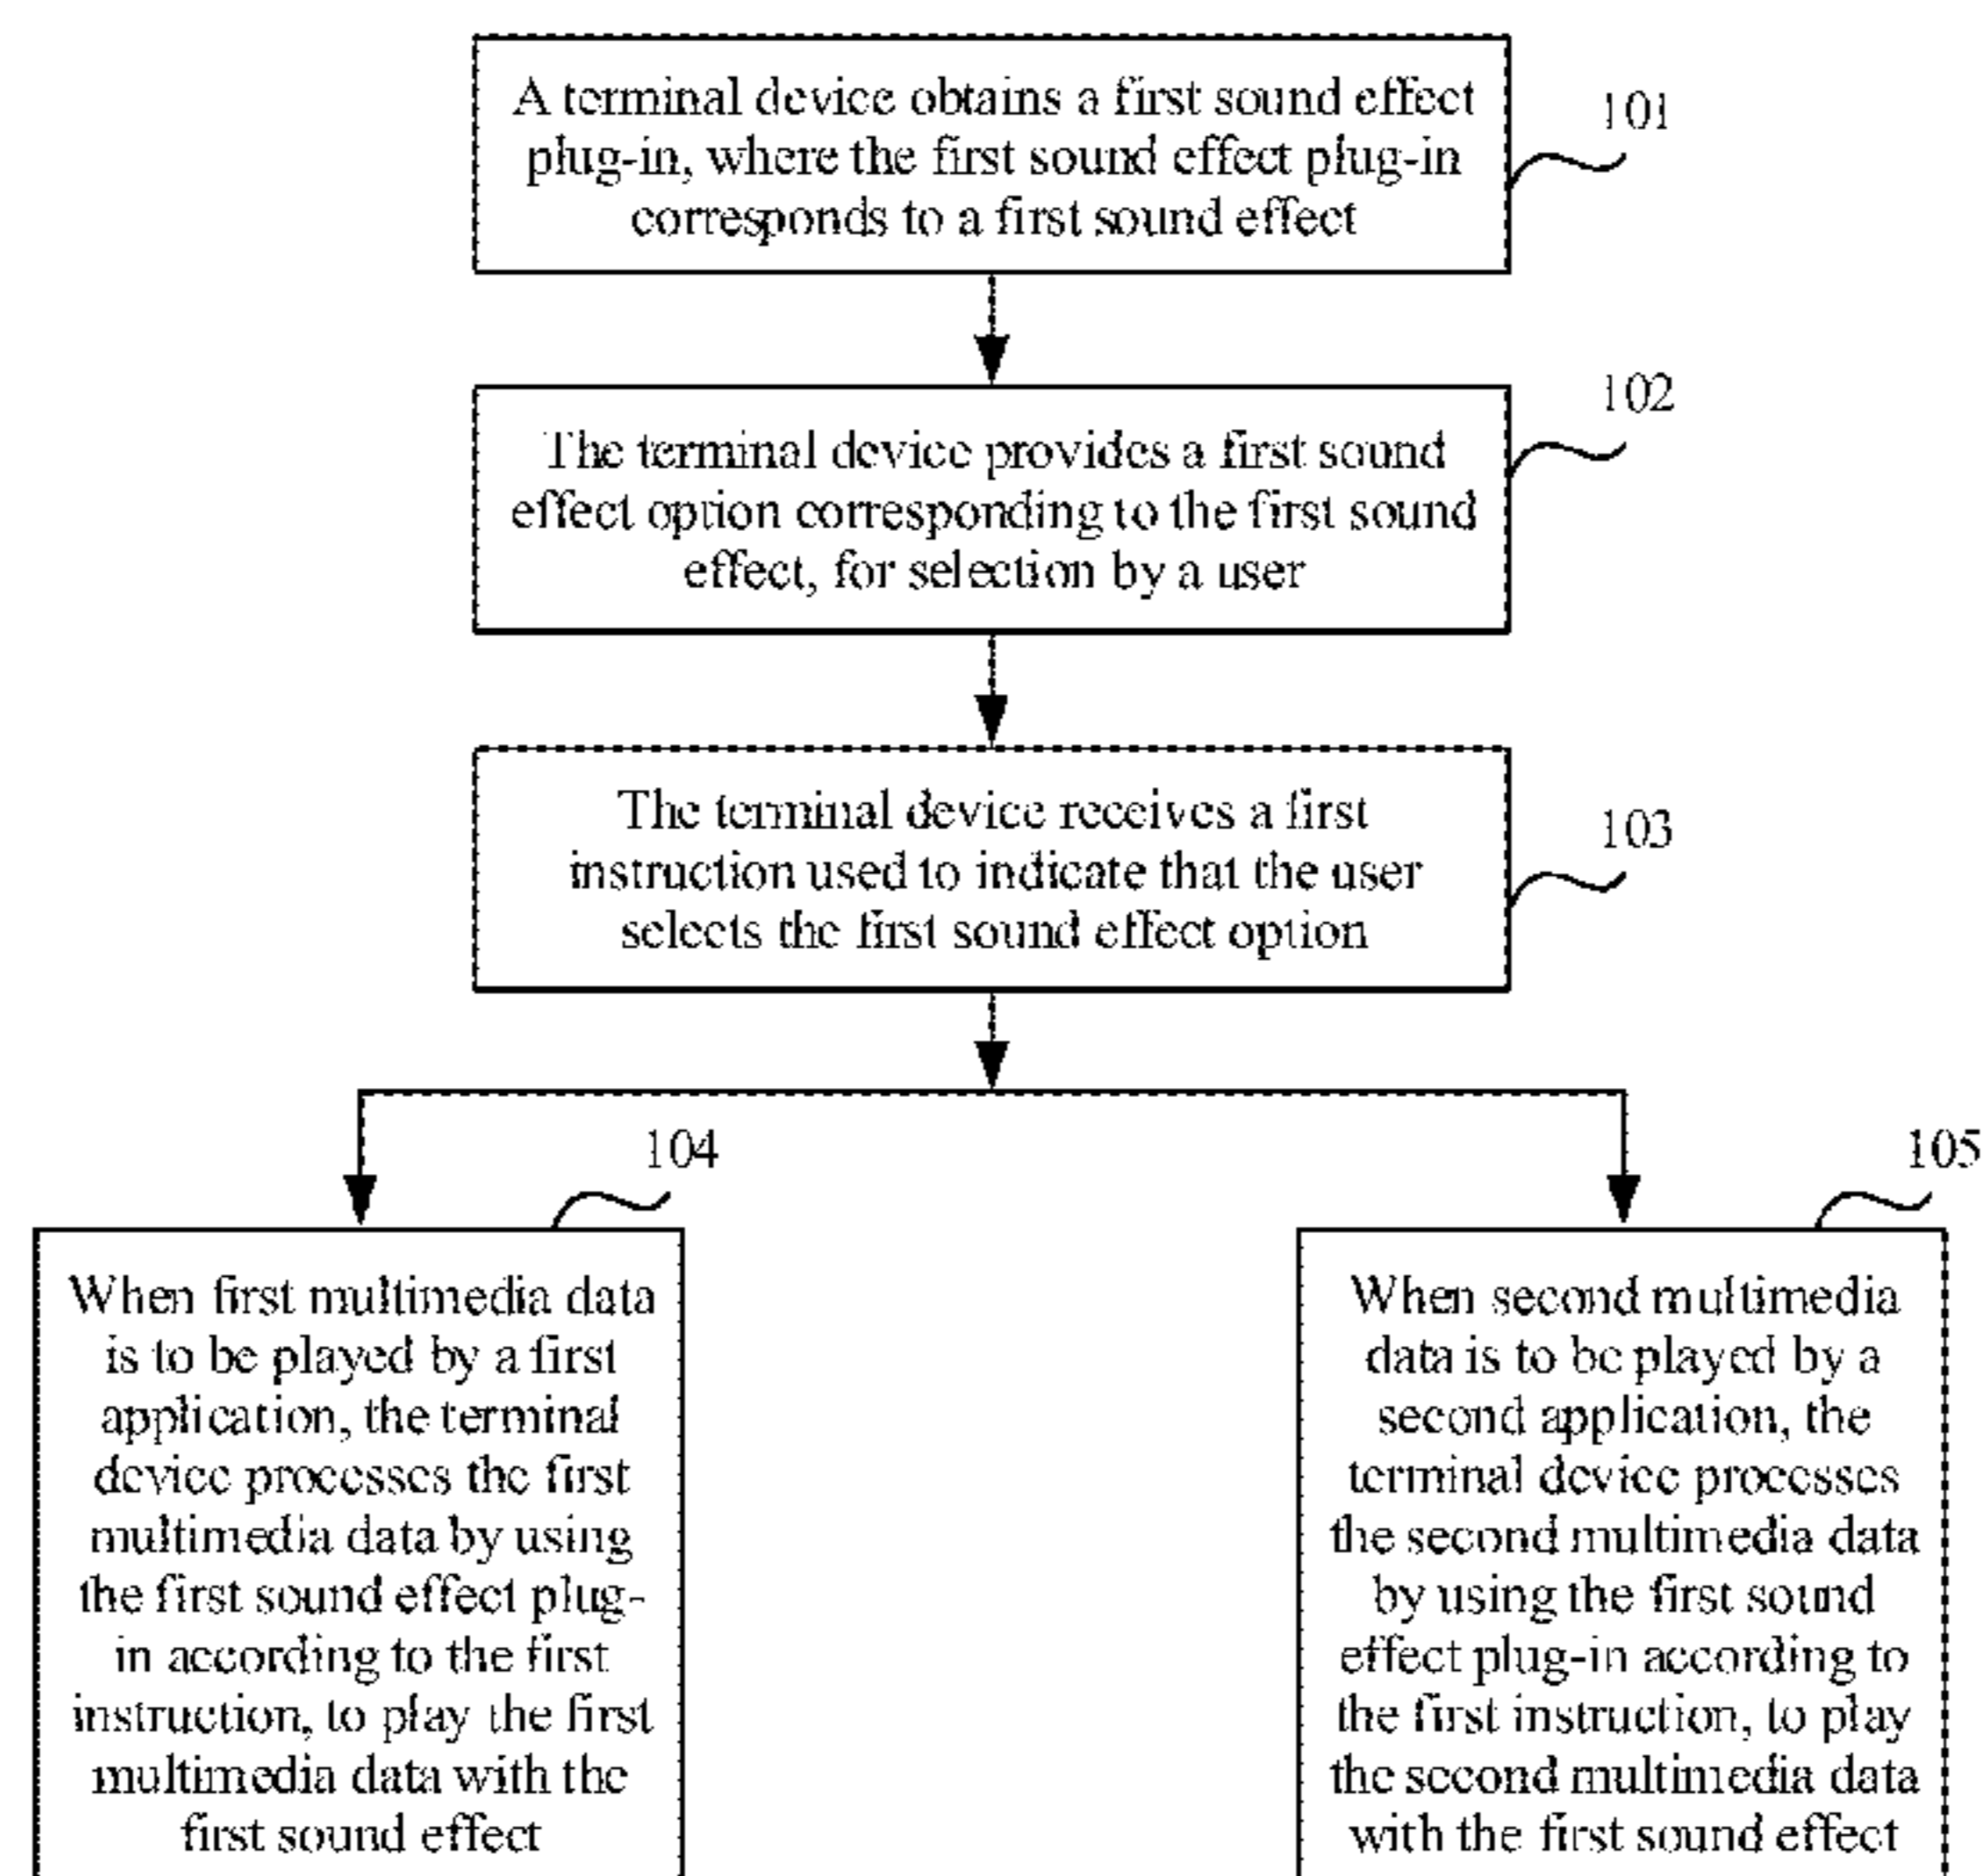 A terminal device obtains a first sound effect
plug-in, where the first sound effect plug-in
corresponds to a first sound effect
101
The terminal device provides a first sound
effect option corresponding to the first sound
effect, for selection by a user
102
The terminal device receives a first
instruction used to indicate that the user
selects the first sound effect option
103
104
When first multimedia data
is to be played by a first
application, the terminal
device processes the first
multimedia data by using
the first sound effect plug-
in according to the first
instruction, to play the first
multimedia data with the
first sound effect
105
When second multimedia
data is to be played by a
second application, the
terminal device processes
the second multimedia data
by using the first sound
effect plug-in according to
the first instruction, to play
the second multimedia data
with the first sound effect